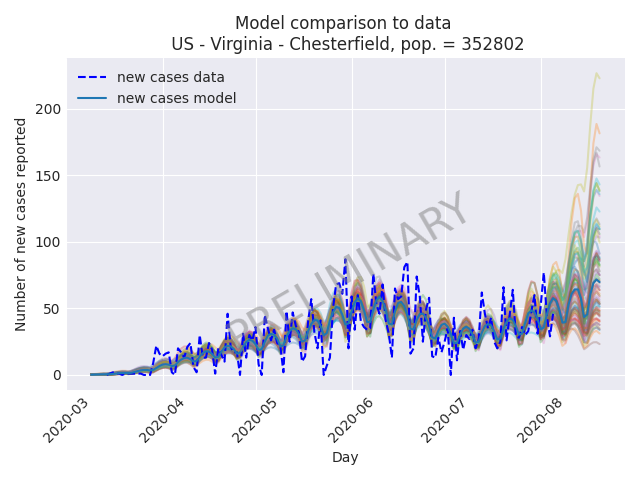 Model comparison to data
US - Virginia - Chesterfield, pop. = 352802
new cases data
new cases model
PRELIMINARY
Number of new cases reported
200
150
100
50
0
2020-03
2020-04
2020-05
2020-06
2020-07
2020-08
Day